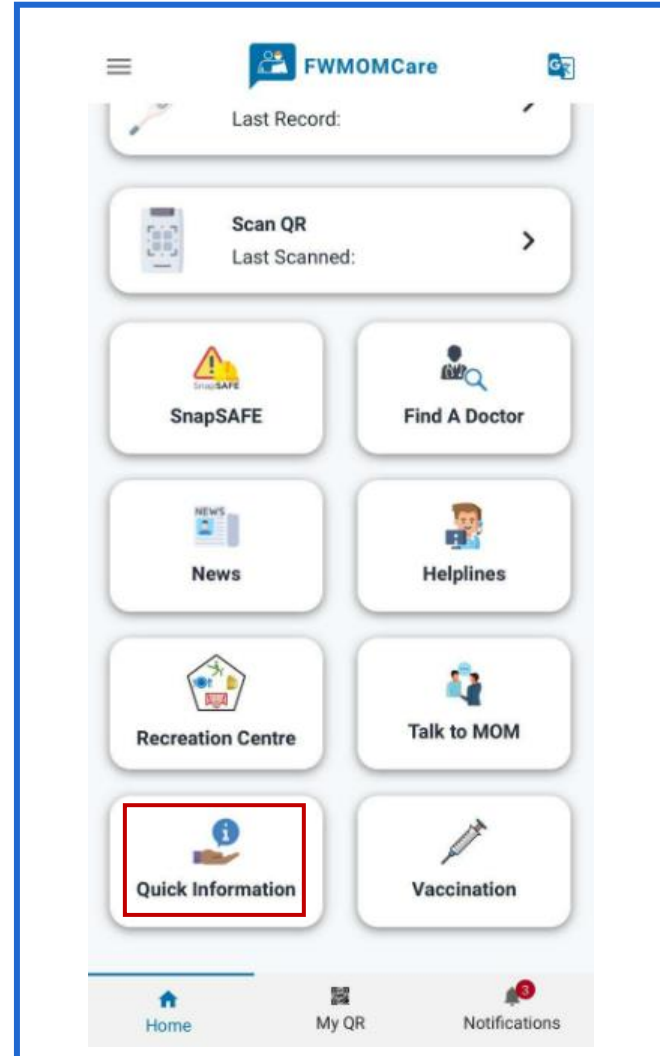 FWMOMCare
Last Record:
Scan QR
Last Scanned:
SnapSAFE
SnapSAFE
Find A Doctor
NEWS
News
Helplines
Recreation Centre
Talk to MOM
Quick Information
Vaccination
3
Home
My QR
Notifications